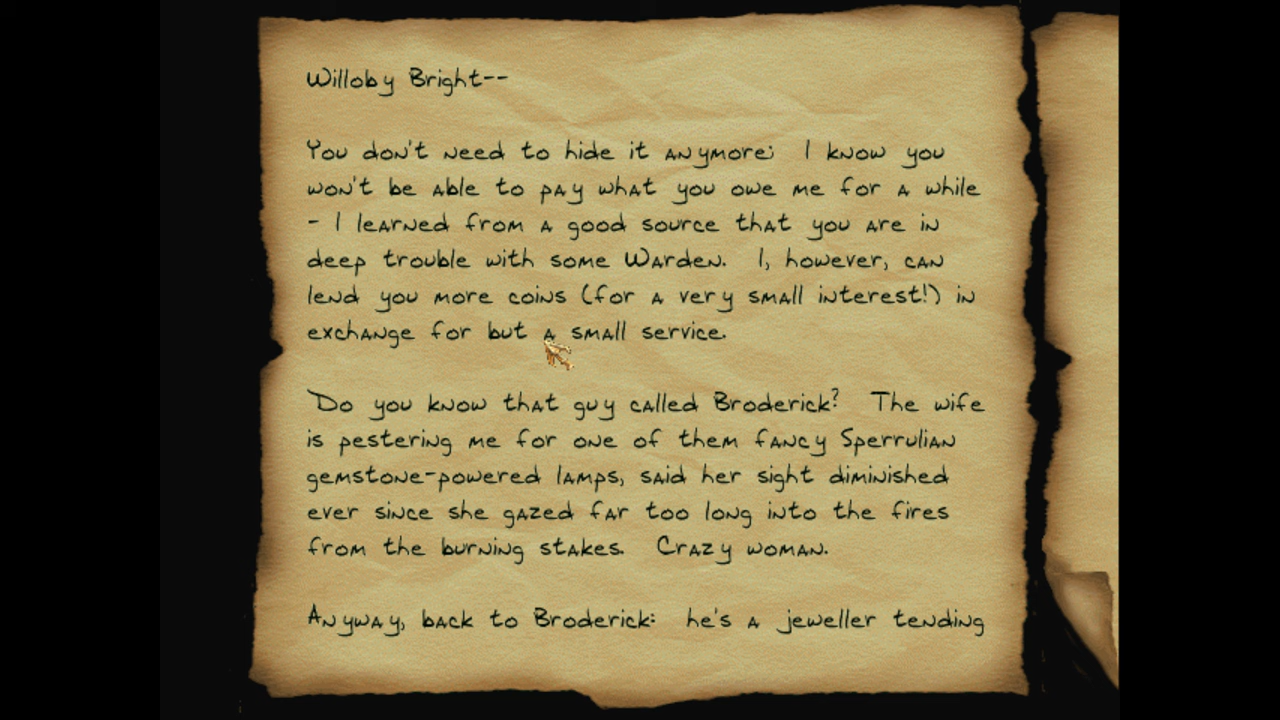 Willoby Bright--
You don't need to hide it anymore: I know you
won't be able to pay what you owe me for a while
- I learned from a good source that you are in
deep trouble with some Warden. I, however, can
lend you more coins (for a very small interest!) in
exchange for but a small service.
Do you know that guy called Broderick? The wife
is pestering me for one of them fancy Sperrulian
gemstone-powered lamps, said her sight diminished
ever since she gazed far too long into the fires
from the burning stakes. Crazy woman.
Anyway, back to Broderick: he's a jeweller tending